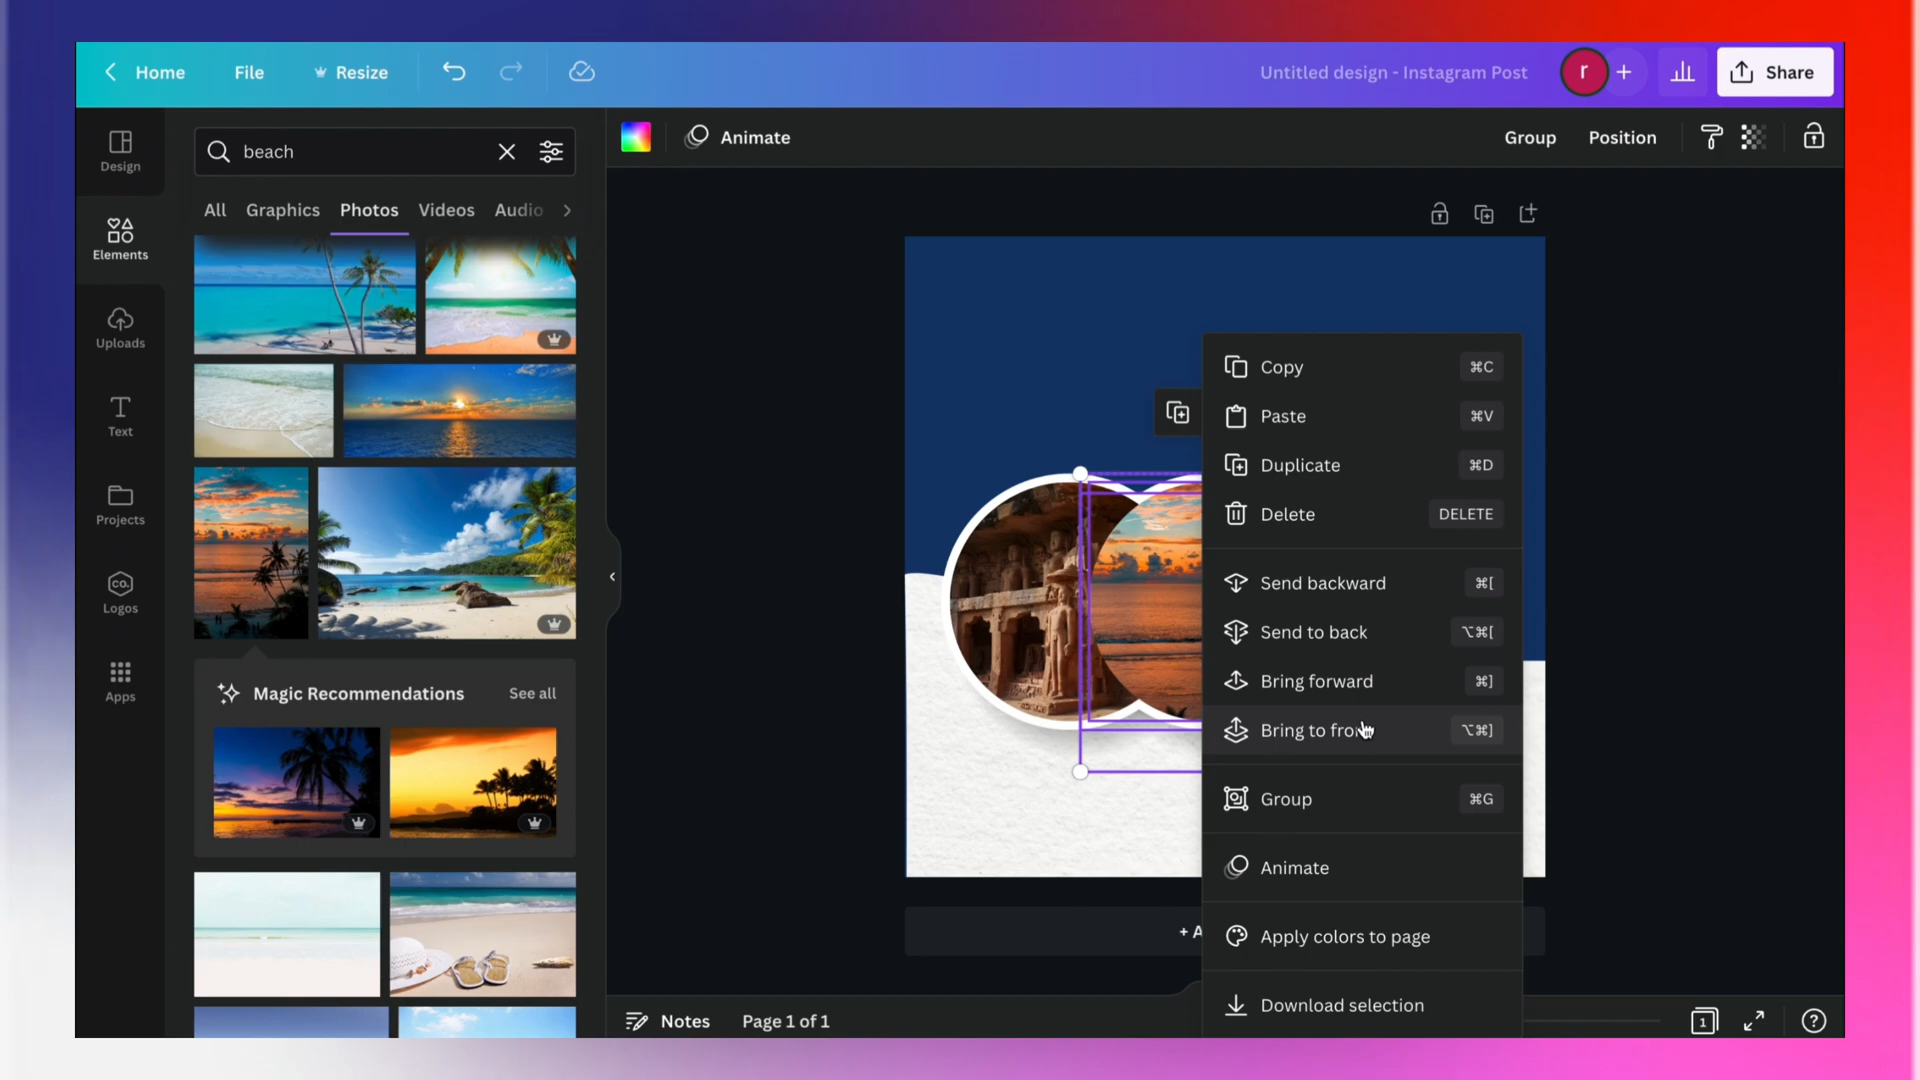 Home
File
Resize
Untitled design - Instagram Post
r
Share
Design
Elements
Uploads
Text
Projects
CO.
Logos
Apps
beach
All
Graphics
Photos
Videos
Audio
Magic Recommendations
See all
Animate
Group
Position
Copy
⌘C
Paste
⌘V
Duplicate
⌘D
Delete
DELETE
Send backward
⌘[
Send to back
⌥⌘[
Bring forward
⌘]
Bring to
⌥⌘]
Group
⌘G
Animate
Apply colors to page
Download selection
+ A
Notes
Page 1 of 1
1